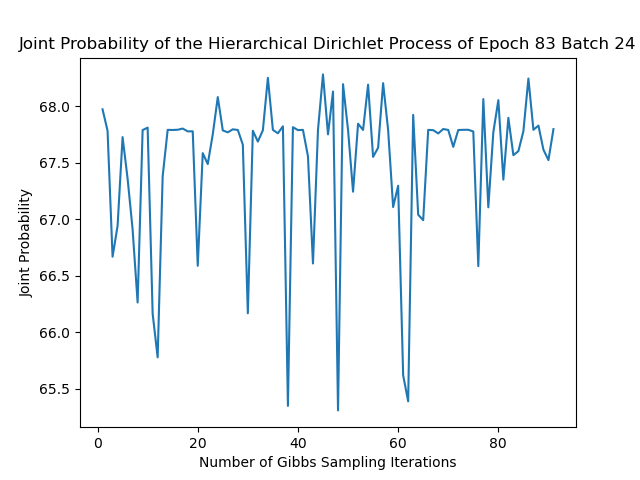 Joint Probability of the Hierarchical Dirichlet Process of Epoch 83 Batch 24
68.0
67.5
67.0
66.5
66.0
65.5
Joint Probability
0 20 40 60 80
Number of Gibbs Sampling Iterations